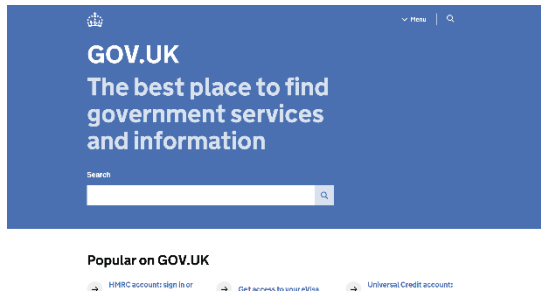 Menu
GOV.UK
The best place to find
government services
and information
Search
Popular on GOV.UK
HMRC account: sign in or
Get access to your eVisa
Universal Credit account: